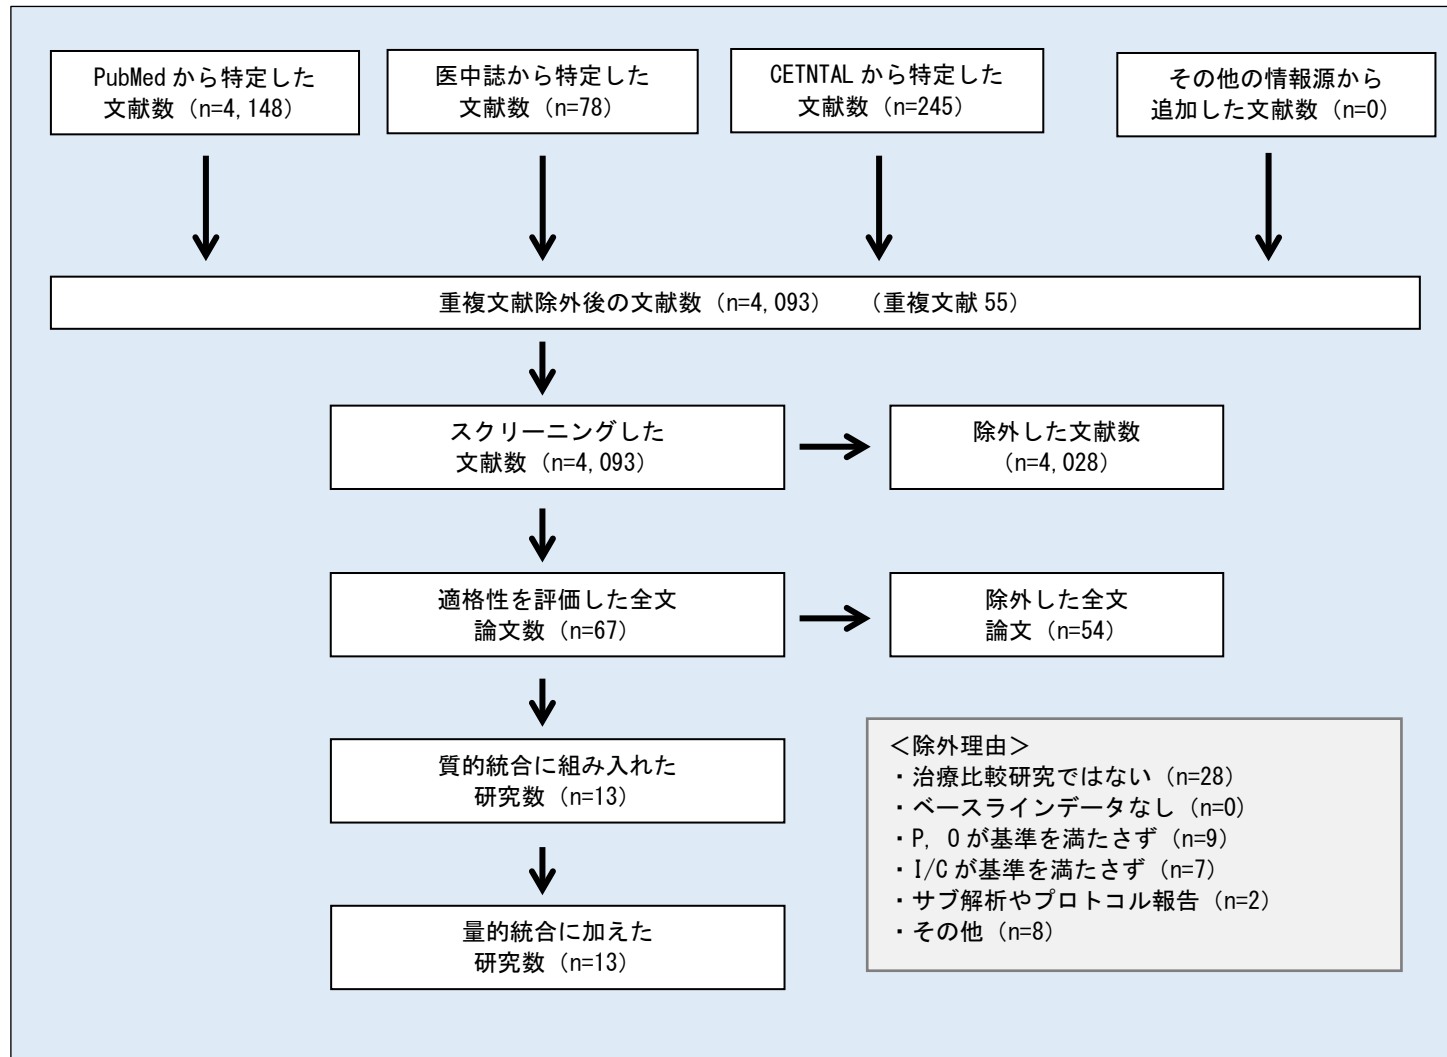 PubMed から特定した
文献数（n=4,148）
医中誌から特定した
文献数（n=78）
CETNTAL から特定した
文献数（n=245）
その他の情報源から
追加した文献数（n=0）
重複文献除外後の文献数（n=4,093）　（重複文献 55）
スクリーニングした
文献数（n=4,093）
除外した文献数
（n=4,028）
適格性を評価した全文
論文数（n=67）
除外した全文
論文（n=54）
質的統合に組み入れた
研究数（n=13）
＜除外理由＞
・治療比較研究ではない（n=28）
・ベースラインデータなし（n=0）
・P, O が基準を満たさず（n=9）
・I/C が基準を満たさず（n=7）
・サブ解析やプロトコル報告（n=2）
・その他（n=8）
量的統合に加えた
研究数（n=13）